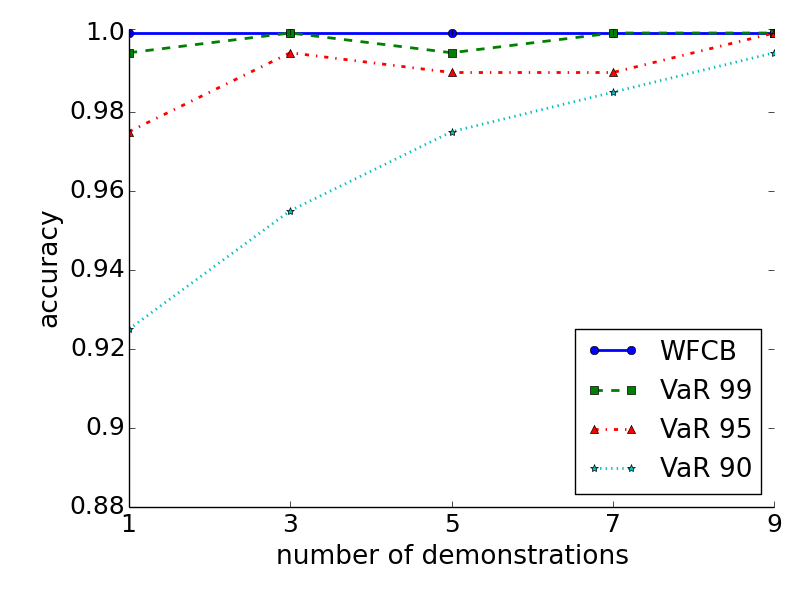 1.0
0.98
0.96
0.94
0.92
0.9
0.88
accuracy
WFCB
VaR 99
VaR 95
VaR 90
1 3 5 7 9
number of demonstrations